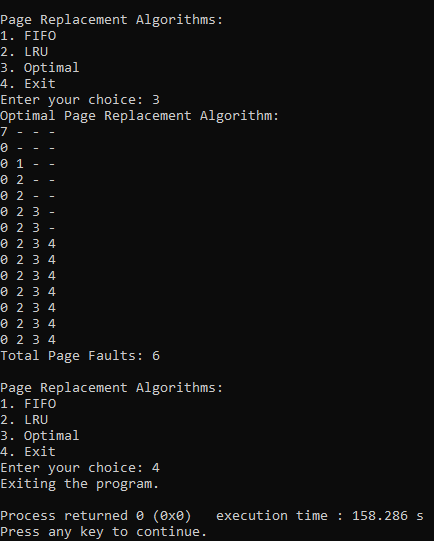 Page Replacement Algorithms:
1. FIFO
2. LRU
3. Optimal
4. Exit
Enter your choice: 3
Optimal Page Replacement Algorithm:
7 - - -
0 - - -
0 1 - -
0 2 - -
0 2 - -
0 2 3 -
0 2 3 -
0 2 3 4
0 2 3 4
0 2 3 4
0 2 3 4
0 2 3 4
0 2 3 4
0 2 3 4
Total Page Faults: 6
Page Replacement Algorithms:
1. FIFO
2. LRU
3. Optimal
4. Exit
Enter your choice: 4
Exiting the program.
Process returned 0 (0x0)   execution time : 158.286 s
Press any key to continue.